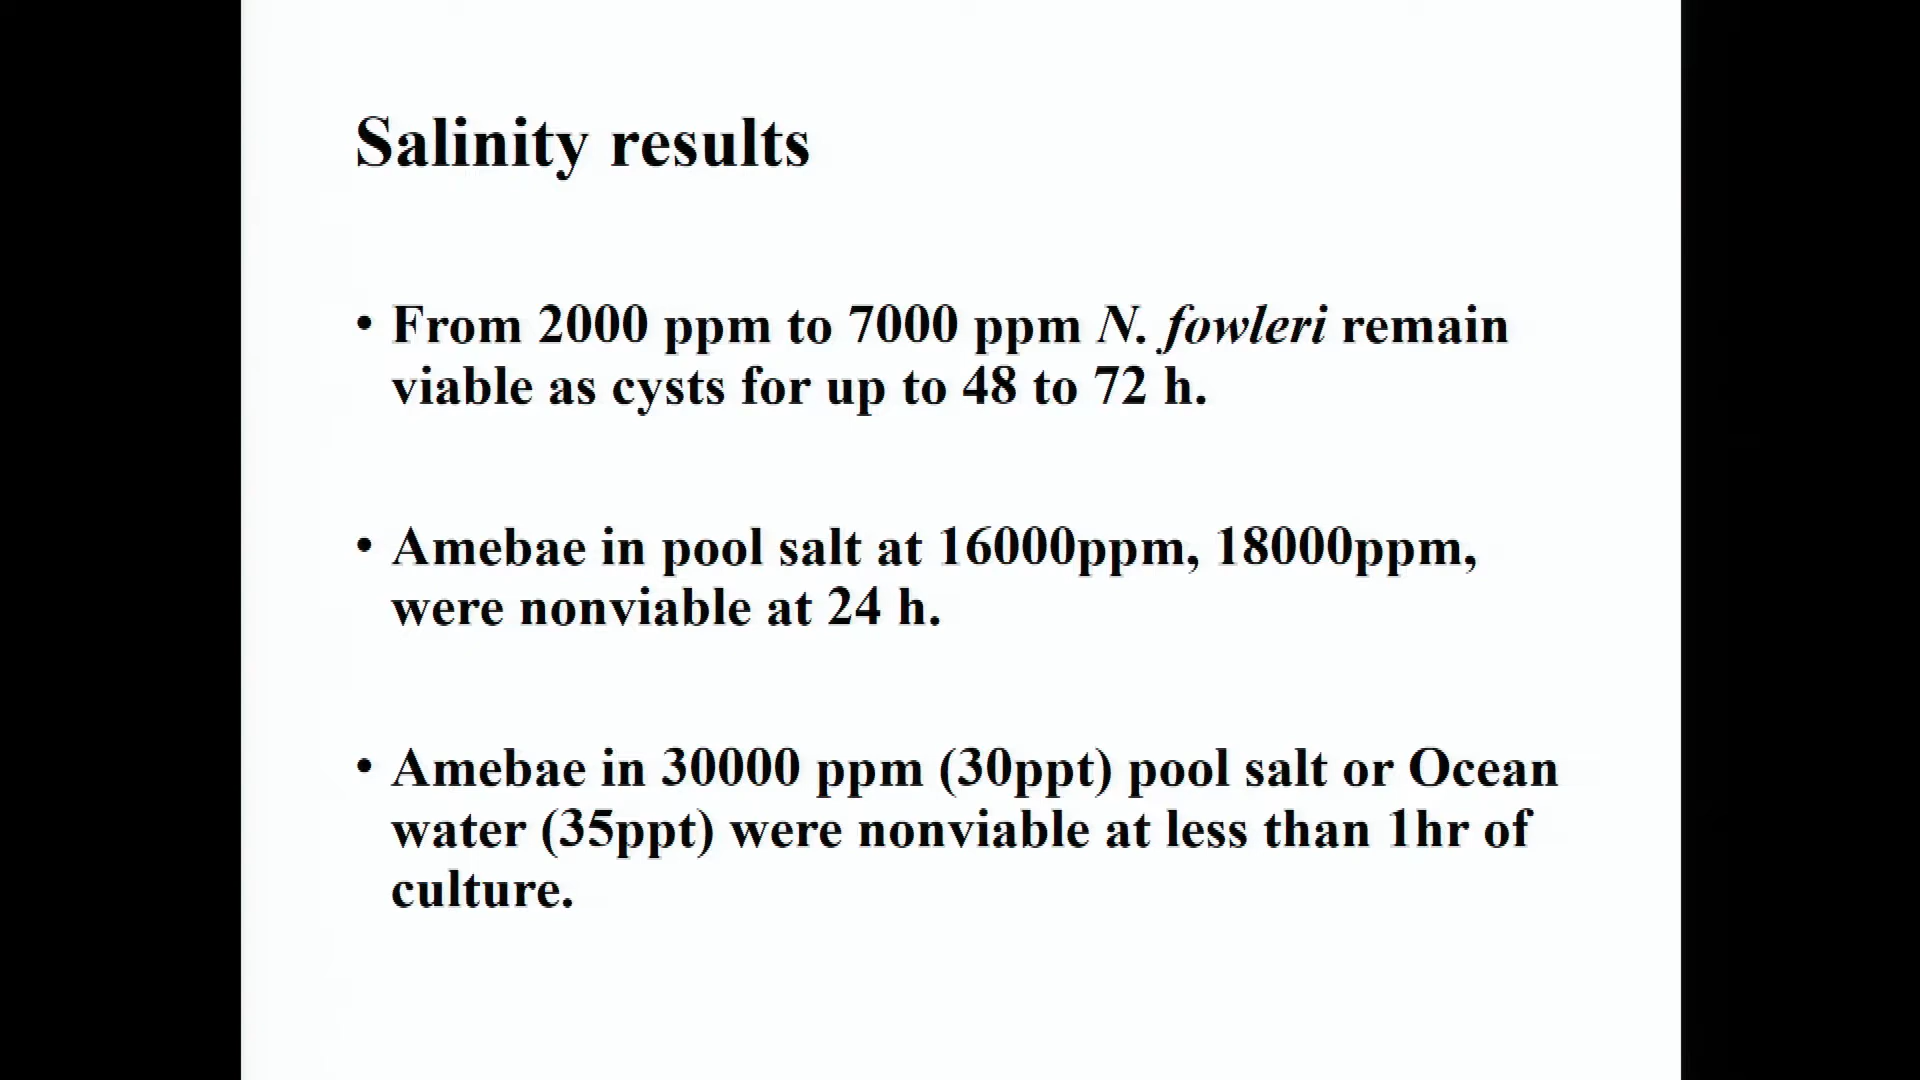 Salinity results
• From 2000 ppm to 7000 ppm N. fowleri remain
viable as cysts for up to 48 to 72 h.
• Amebae in pool salt at 16000ppm, 18000ppm,
were nonviable at 24 h.
• Amebae in 30000 ppm (30ppt) pool salt or Ocean
water (35ppt) were nonviable at less than 1hr of
culture.